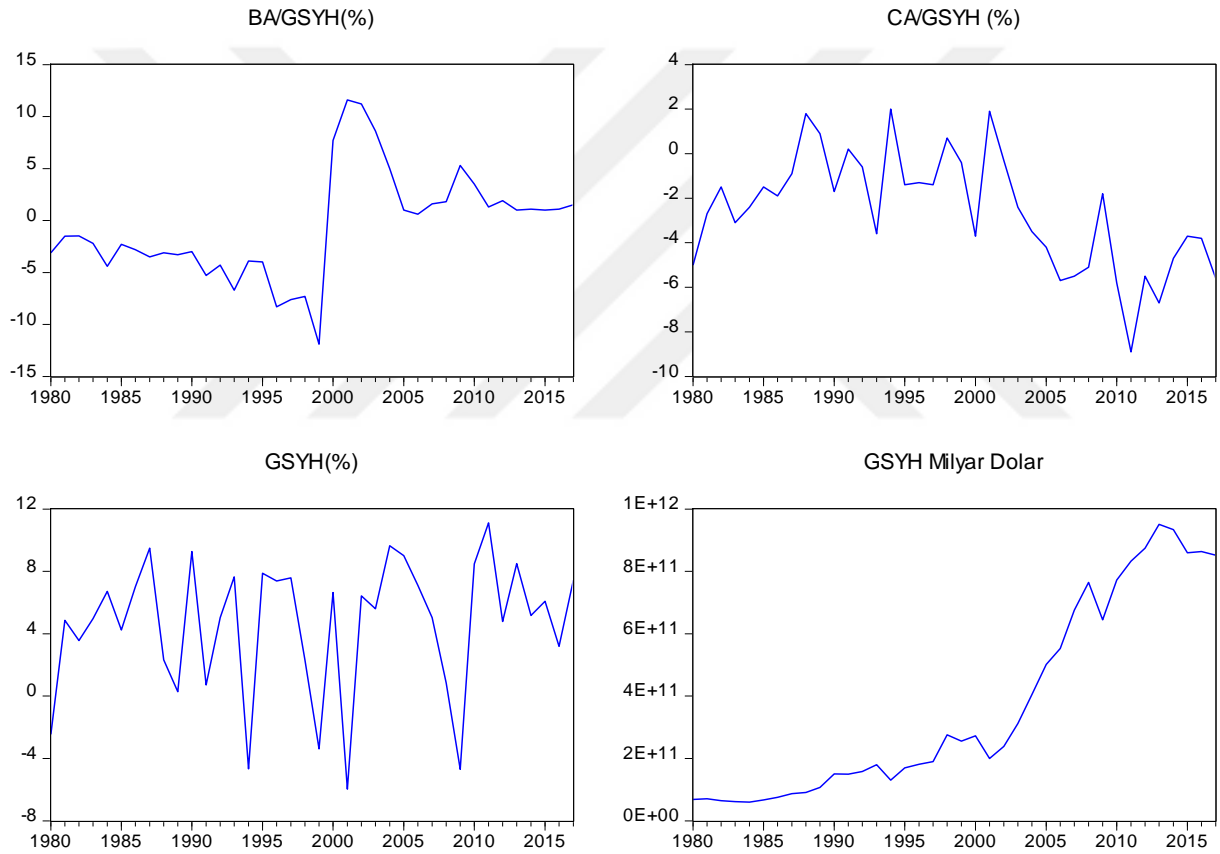 BA/GSYH(%)
15
10
5
0
-5
-10
-15
1980 1985 1990 1995 2000 2005 2010 2015
CA/GSYH (%)
4
2
0
-2
-4
-6
-8
-10
1980 1985 1990 1995 2000 2005 2010 2015
GSYH(%)
12
8
4
0
-4
-8
1980 1985 1990 1995 2000 2005 2010 2015
GSYH Milyar Dolar
1E+12
8E+11
6E+11
4E+11
2E+11
0E+00
1980 1985 1990 1995 2000 2005 2010 2015